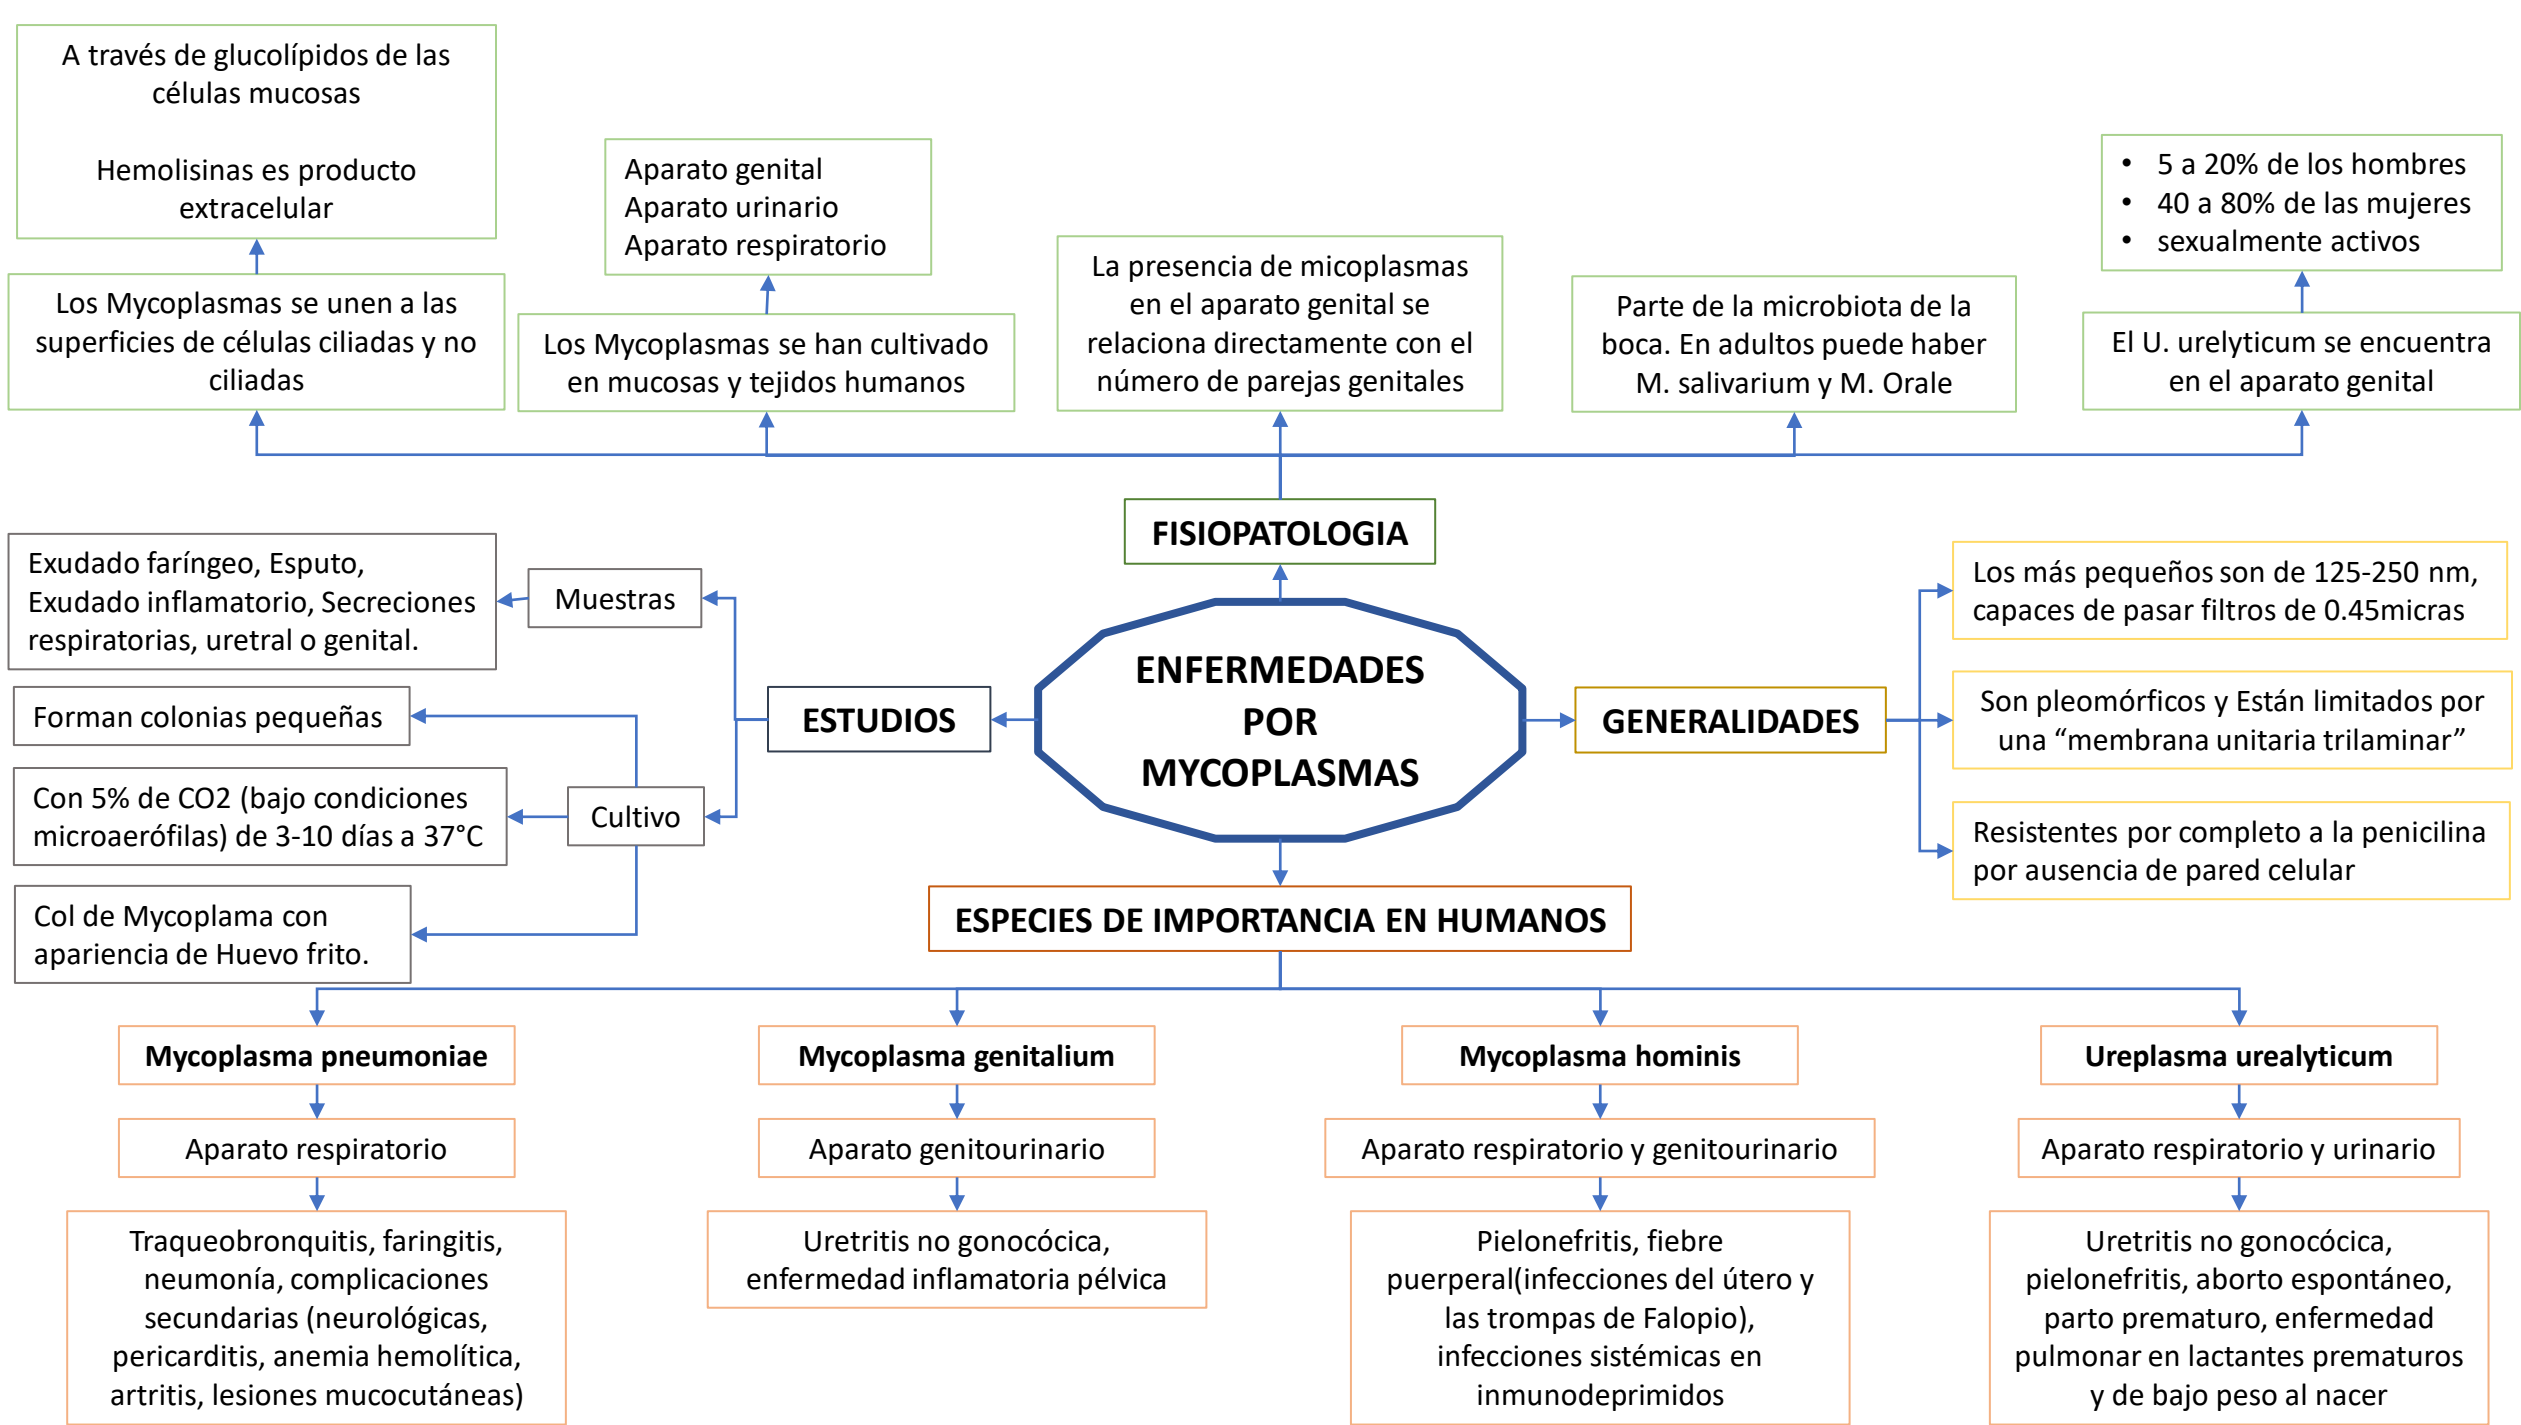 A través de glucolípidos de las
células mucosas
Hemolisinas es producto
extracelular
Aparato genital
Aparato urinario
Aparato respiratorio
• 5 a 20% de los hombres
• 40 a 80% de las mujeres
• sexualmente activos
Los Mycoplasmas se unen a las
superficies de células ciliadas y no
ciliadas
Los Mycoplasmas se han cultivado
en mucosas y tejidos humanos
La presencia de micoplasmas
en el aparato genital se
relaciona directamente con el
número de parejas genitales
Parte de la microbiota de la
boca. En adultos puede haber
M. salivarium y M. Orale
El U. urelyticum se encuentra
en el aparato genital
FISIOPATOLOGIA
Exudado faríngeo, Esputo,
Exudado inflamatorio, Secreciones
respiratorias, uretral o genital.
Muestras
Forman colonias pequeñas
Con 5% de CO2 (bajo condiciones
microaerófilas) de 3-10 días a 37°C
Cultivo
Col de Mycoplama con
apariencia de Huevo frito.
ESTUDIOS
ENFERMEDADES
POR
MYCOPLASMAS
GENERALIDADES
Los más pequeños son de 125-250 nm,
capaces de pasar filtros de 0.45micras
Son pleomórficos y Están limitados por
una “membrana unitaria trilaminar”
Resistentes por completo a la penicilina
por ausencia de pared celular
ESPECIES DE IMPORTANCIA EN HUMANOS
Mycoplasma pneumoniae
Aparato respiratorio
Traqueobronquitis, faringitis,
neumonía, complicaciones
secundarias (neurológicas,
pericarditis, anemia hemolítica,
artritis, lesiones mucocutáneas)
Mycoplasma genitalium
Aparato genitourinario
Uretritis no gonocócica,
enfermedad inflamatoria pélvica
Mycoplasma hominis
Aparato respiratorio y genitourinario
Pielonefritis, fiebre
puerperal(infecciones del útero y
las trompas de Falopio),
infecciones sistémicas en
inmunodeprimidos
Ureplasma urealyticum
Aparato respiratorio y urinario
Uretritis no gonocócica,
pielonefritis, aborto espontáneo,
parto prematuro, enfermedad
pulmonar en lactantes prematuros
y de bajo peso al nacer